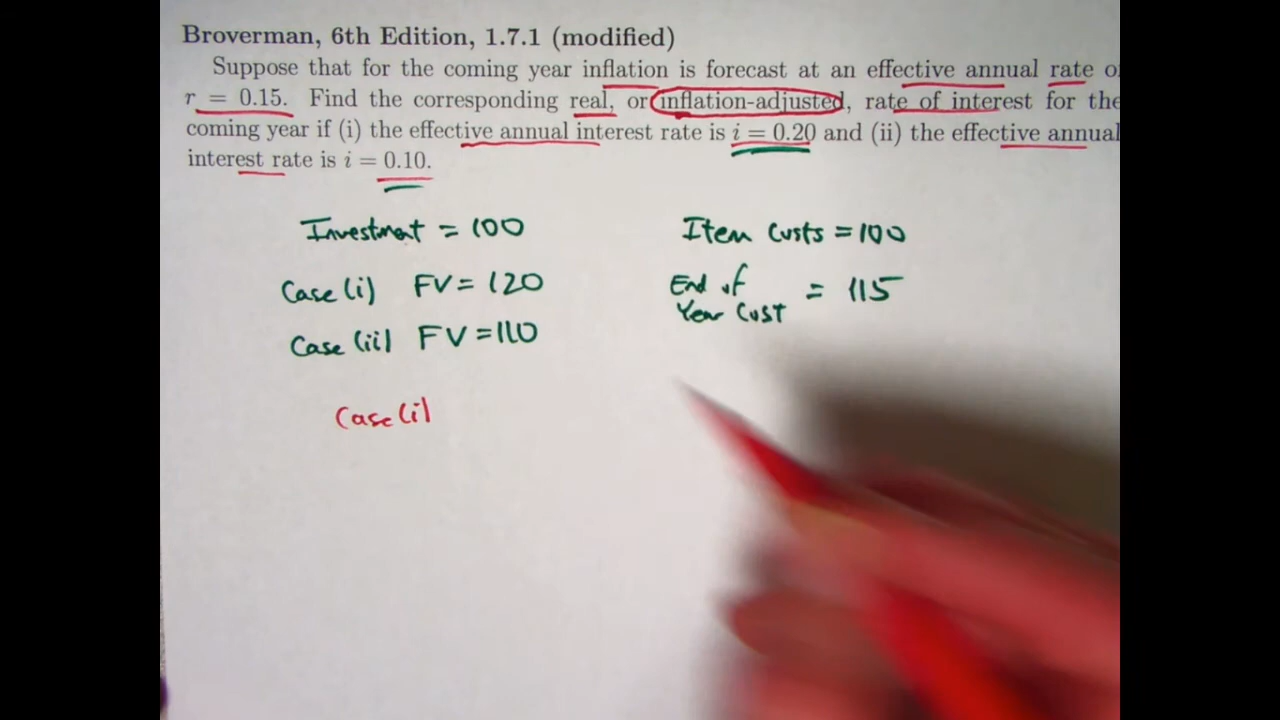 Broverman, 6th Edition, 1.7.1 (modified)
Suppose that for the coming year inflation is forecast at an effective annual rate o
r = 0.15. Find the corresponding real, or inflation-adjusted, rate of interest for the
coming year if (i) the effective annual interest rate is i = 0.20 and (ii) the effective annual
interest rate is i = 0.10.
Investment = 100
Item Costs = 100
Case (i) FV = 120
End of
Year Cost = 115
Case (ii) FV = 110
Case (i)